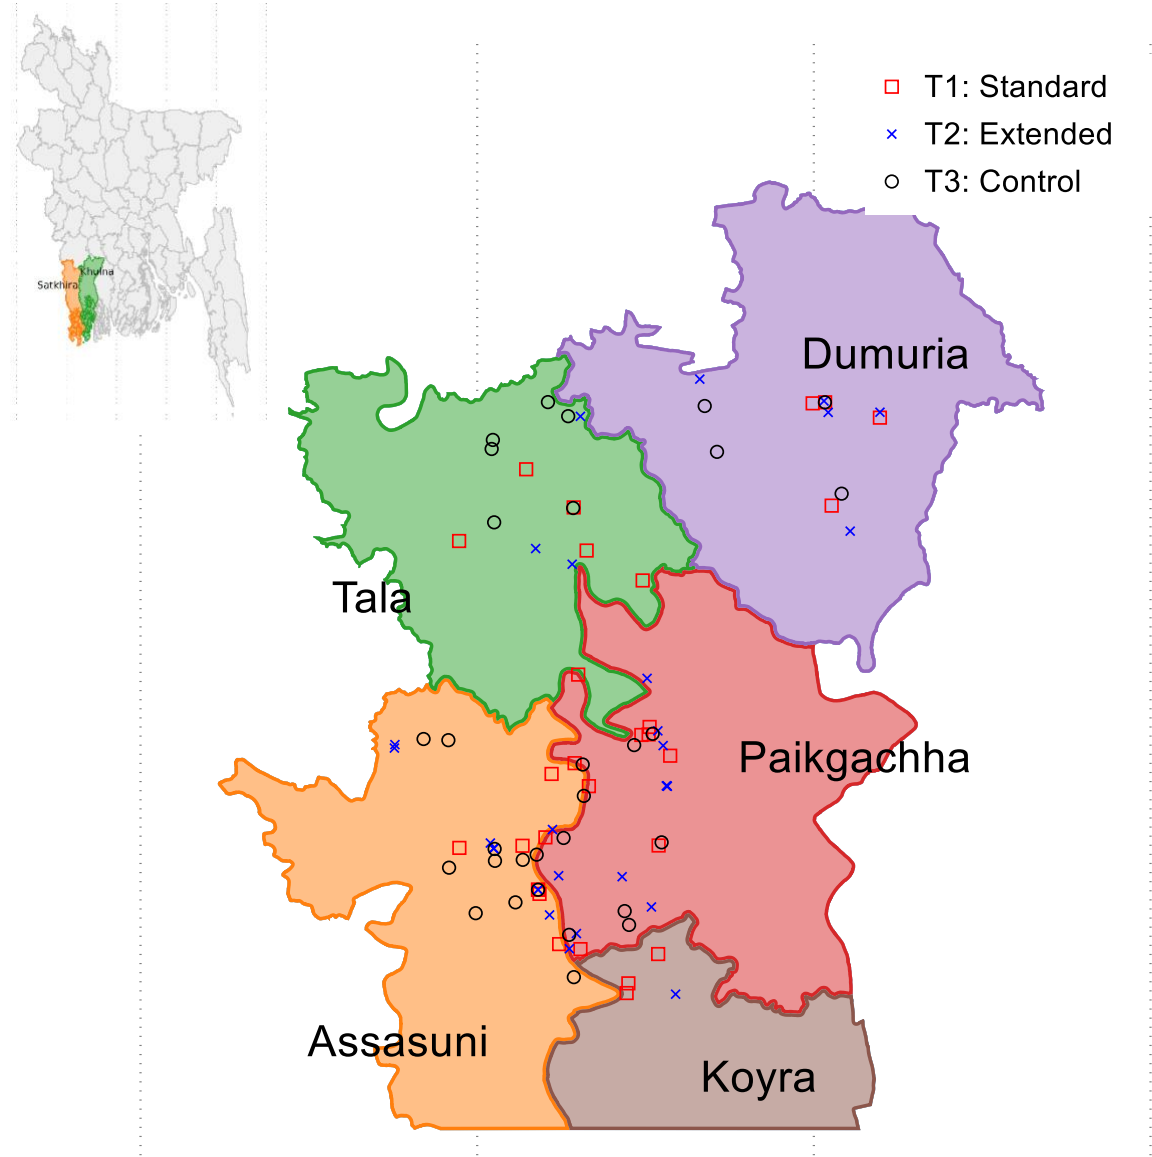 T1: Standard
T2: Extended
T3: Control
Khulna
Satkhira
Dumuria
Tala
Paikgachha
Assasuni
Koyra